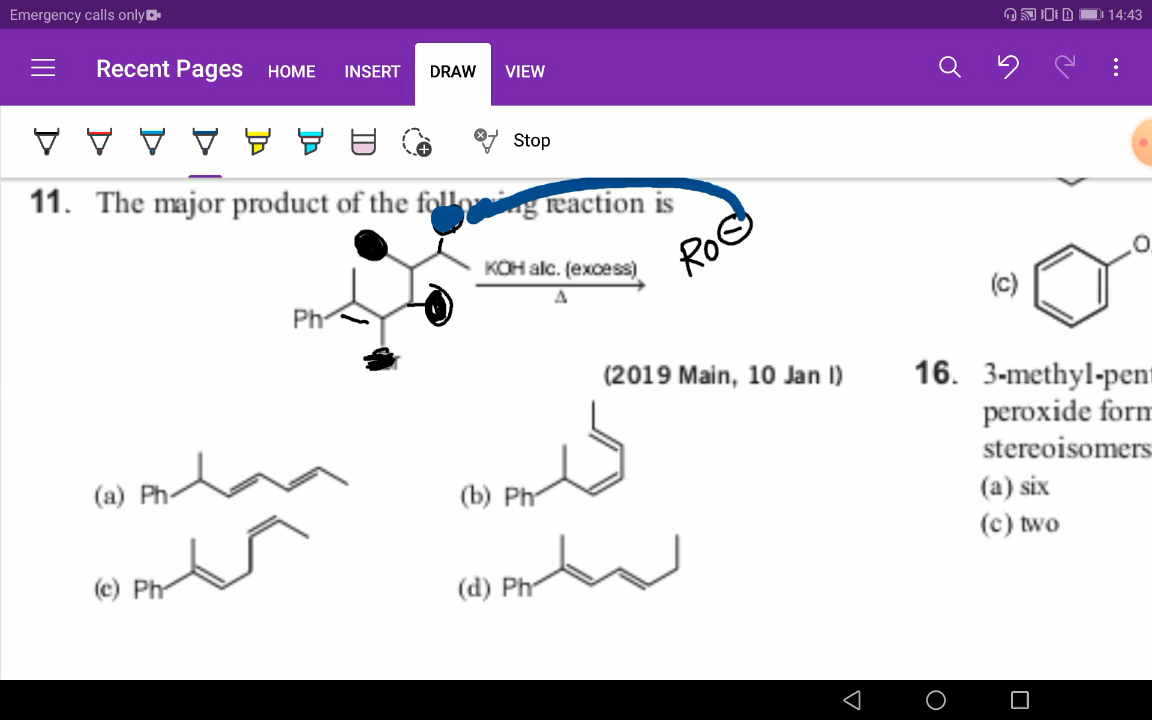 Emergency calls only 14:43
Recent Pages HOME INSERT DRAW VIEW
Stop
11. The major product of the following reaction is
RO⊖
KOH alc. (excess)
Δ
Ph
(2019 Main, 10 Jan I)
(a) Ph
(b) Ph
(c) Ph
(d) Ph
(c) O
16. 3-methyl-pent
peroxide form
stereoisomers
(a) six
(c) two